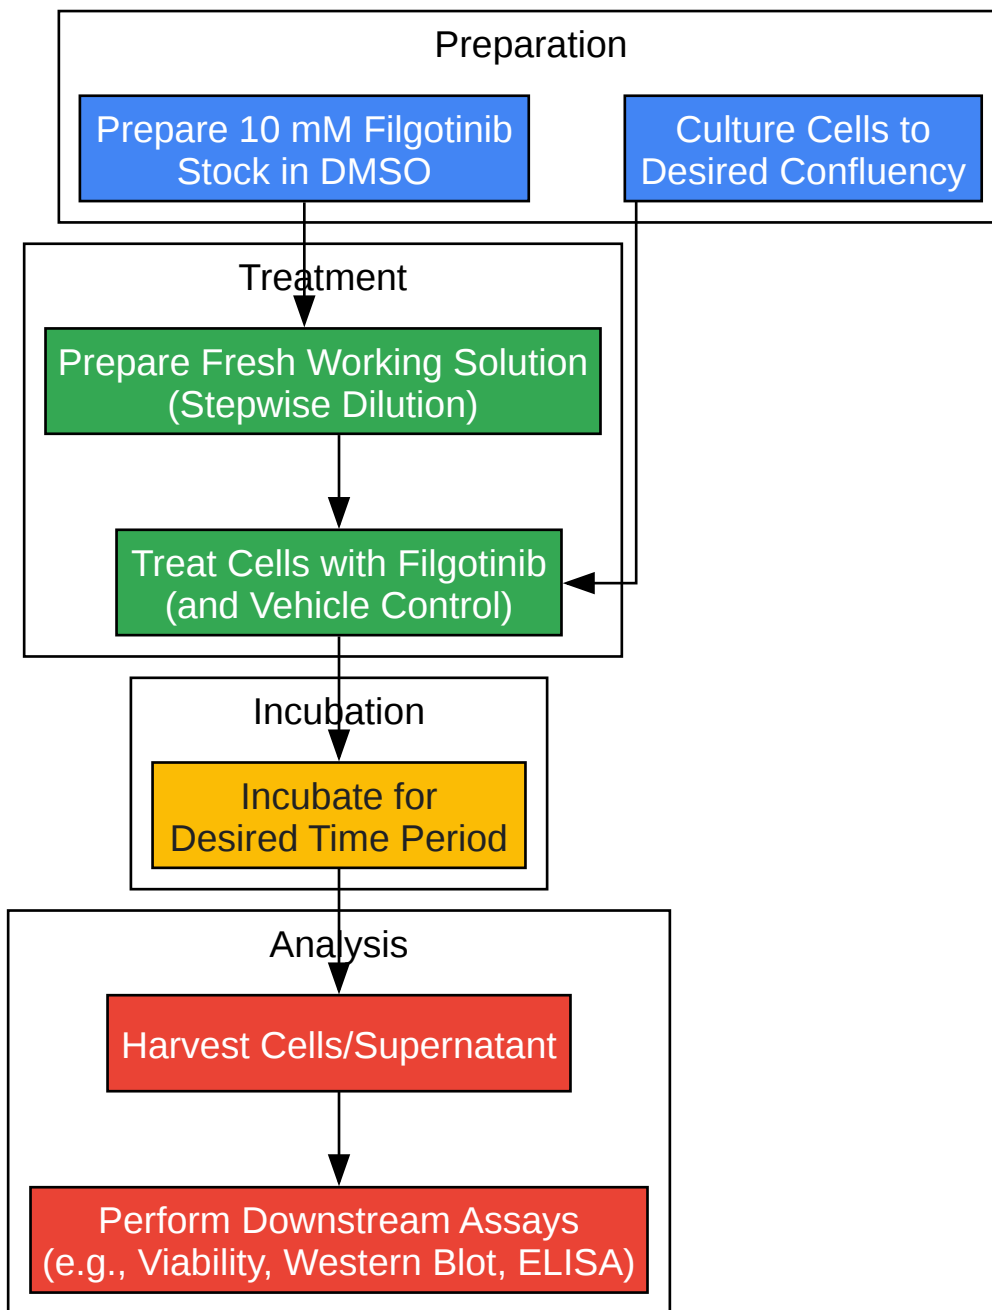 Preparation
Prepare 10 mM Filgotinib
Stock in DMSO
Culture Cells to
Desired Confluency
Treatment
Prepare Fresh Working Solution
(Stepwise Dilution)
Treat Cells with Filgotinib
(and Vehicle Control)
Incubation
Incubate for
Desired Time Period
Analysis
Harvest Cells/Supernatant
Perform Downstream Assays
(e.g., Viability, Western Blot, ELISA)